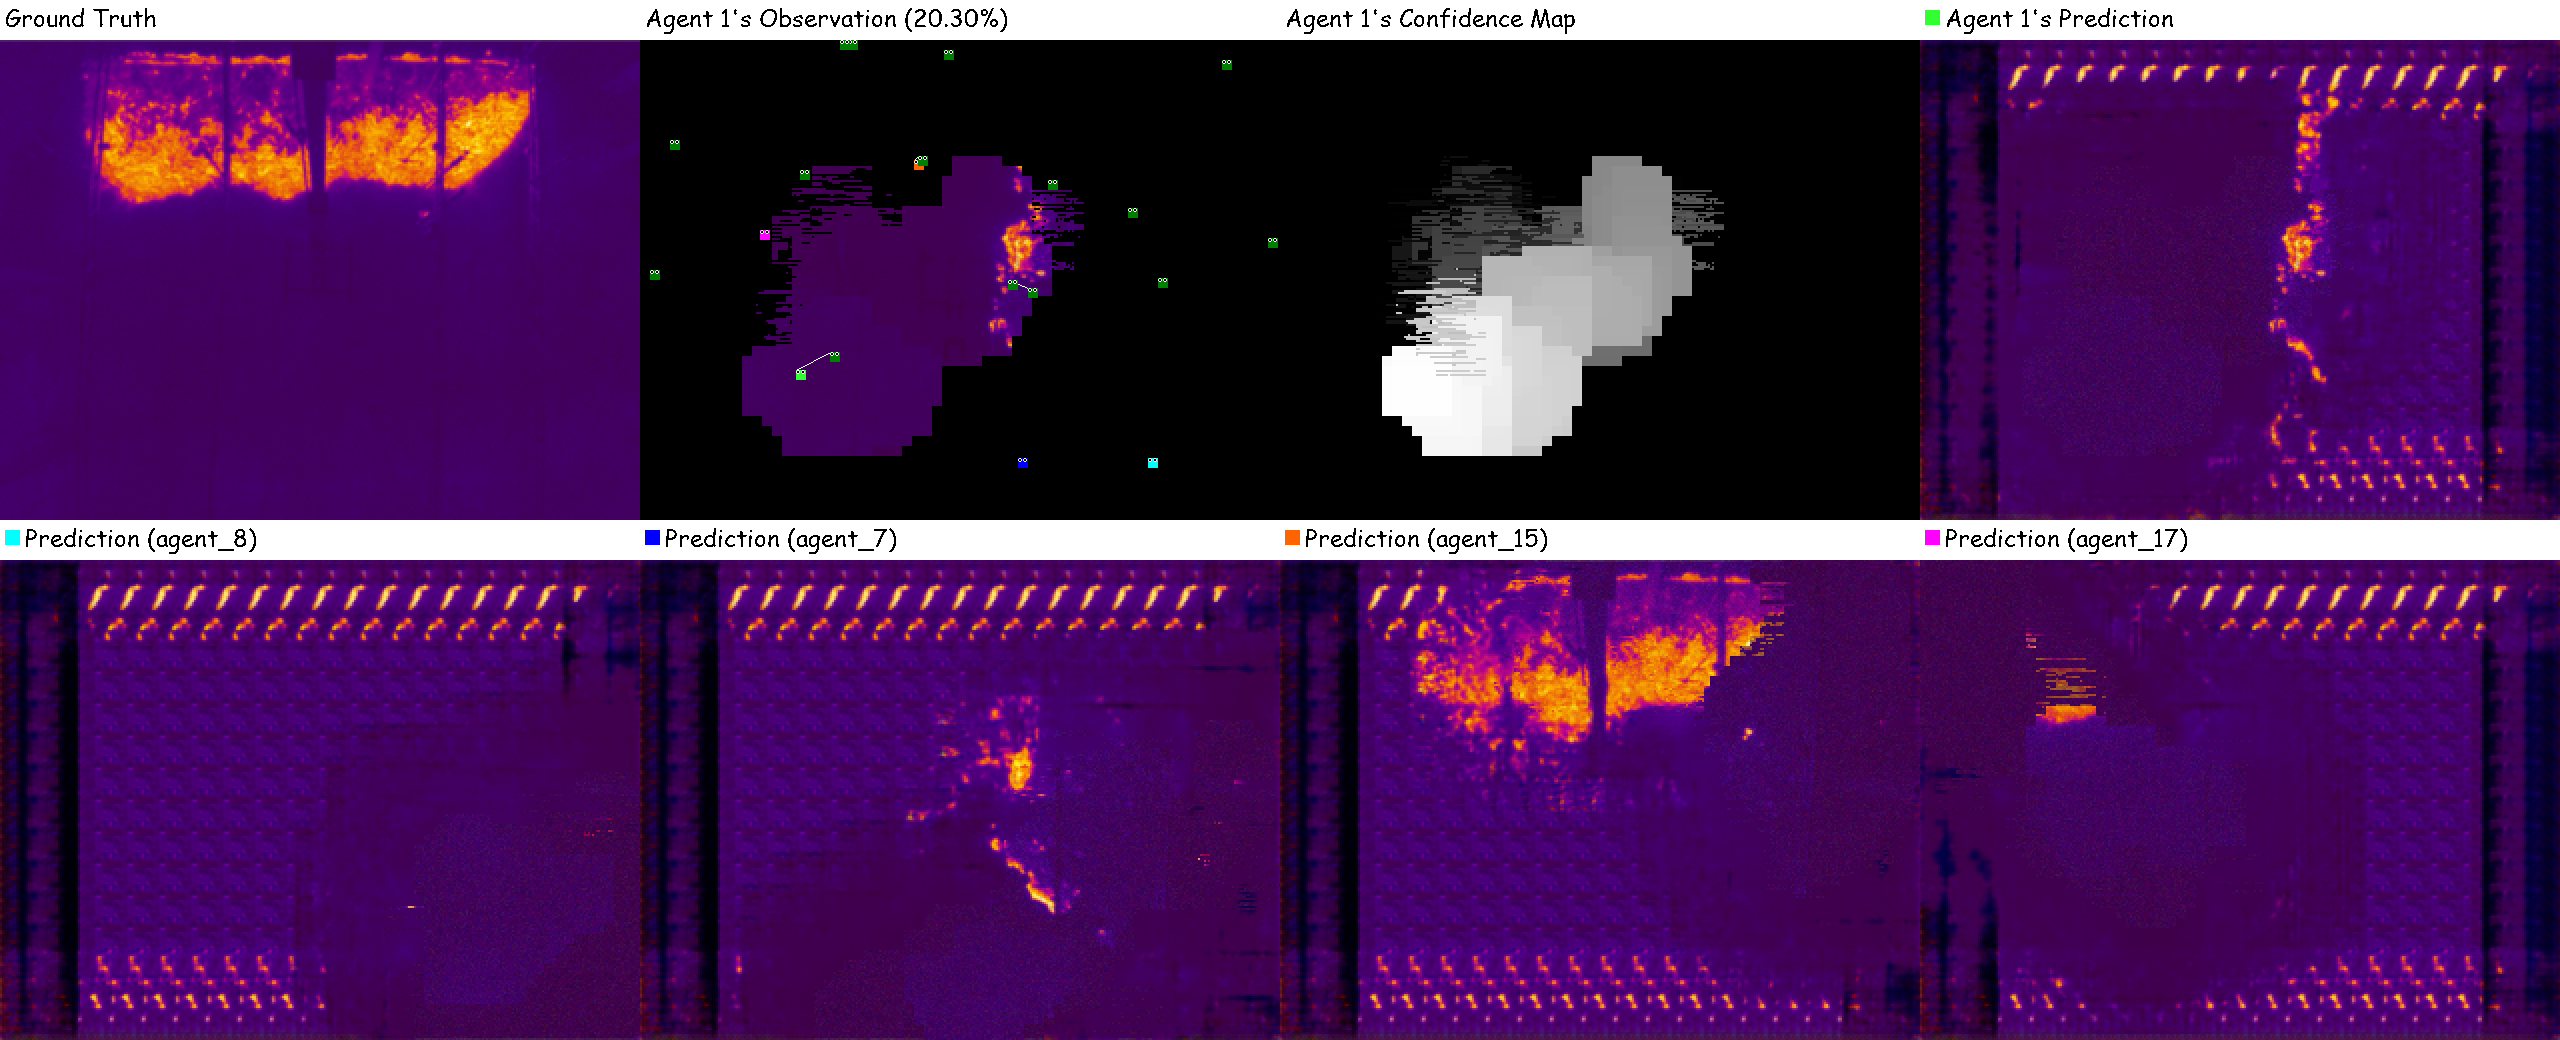 Ground Truth
Agent 1's Observation (20.30%)
Agent 1's Confidence Map
Agent 1's Prediction
Prediction (agent_8)
Prediction (agent_7)
Prediction (agent_15)
Prediction (agent_17)